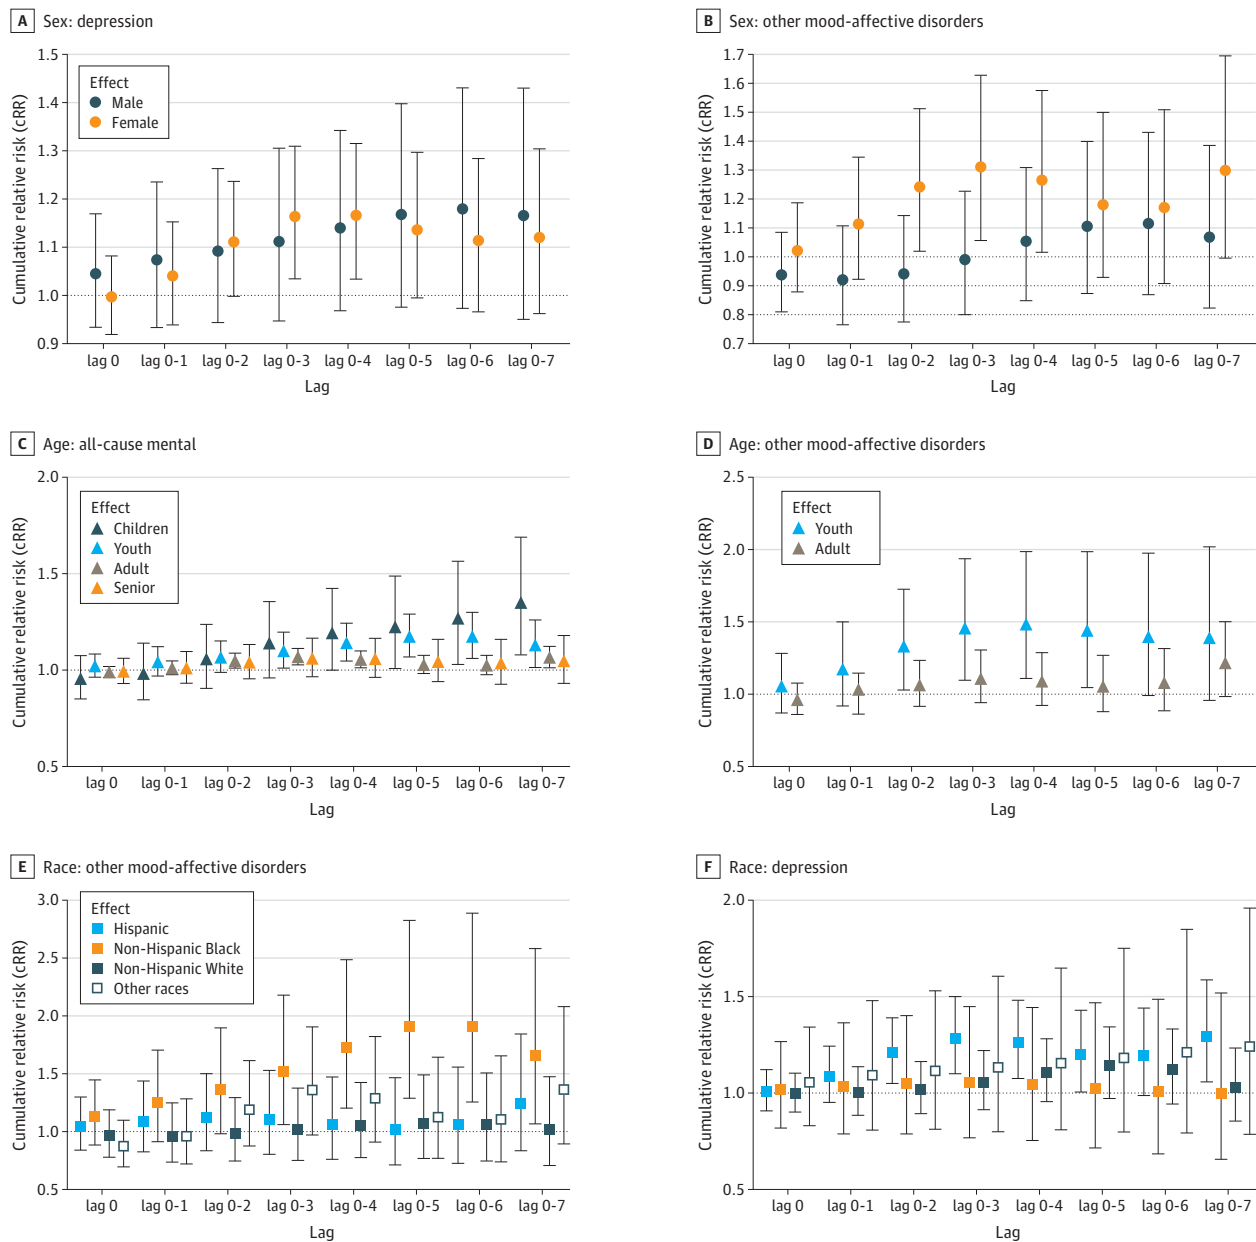 A Sex: depression
Cumulative relative risk (cRR)
1.5
1.4
1.3
1.2
1.1
1.0
0.9
Effect
Male
Female
lag 0 lag 0-1 lag 0-2 lag 0-3 lag 0-4 lag 0-5 lag 0-6 lag 0-7
Lag
B Sex: other mood-affective disorders
Cumulative relative risk (cRR)
1.7
1.6
1.5
1.4
1.3
1.2
1.1
1.0
0.9
0.8
0.7
lag 0 lag 0-1 lag 0-2 lag 0-3 lag 0-4 lag 0-5 lag 0-6 lag 0-7
Lag
C Age: all-cause mental
Cumulative relative risk (cRR)
2.0
1.5
1.0
0.5
Effect
Children
Youth
Adult
Senior
lag 0 lag 0-1 lag 0-2 lag 0-3 lag 0-4 lag 0-5 lag 0-6 lag 0-7
Lag
D Age: other mood-affective disorders
Cumulative relative risk (cRR)
2.5
2.0
1.5
1.0
0.5
Effect
Youth
Adult
lag 0 lag 0-1 lag 0-2 lag 0-3 lag 0-4 lag 0-5 lag 0-6 lag 0-7
Lag
E Race: other mood-affective disorders
Cumulative relative risk (cRR)
3.0
2.5
2.0
1.5
1.0
0.5
Effect
Hispanic
Non-Hispanic Black
Non-Hispanic White
Other races
lag 0 lag 0-1 lag 0-2 lag 0-3 lag 0-4 lag 0-5 lag 0-6 lag 0-7
Lag
F Race: depression
Cumulative relative risk (cRR)
2.0
1.5
1.0
0.5
lag 0 lag 0-1 lag 0-2 lag 0-3 lag 0-4 lag 0-5 lag 0-6 lag 0-7
Lag